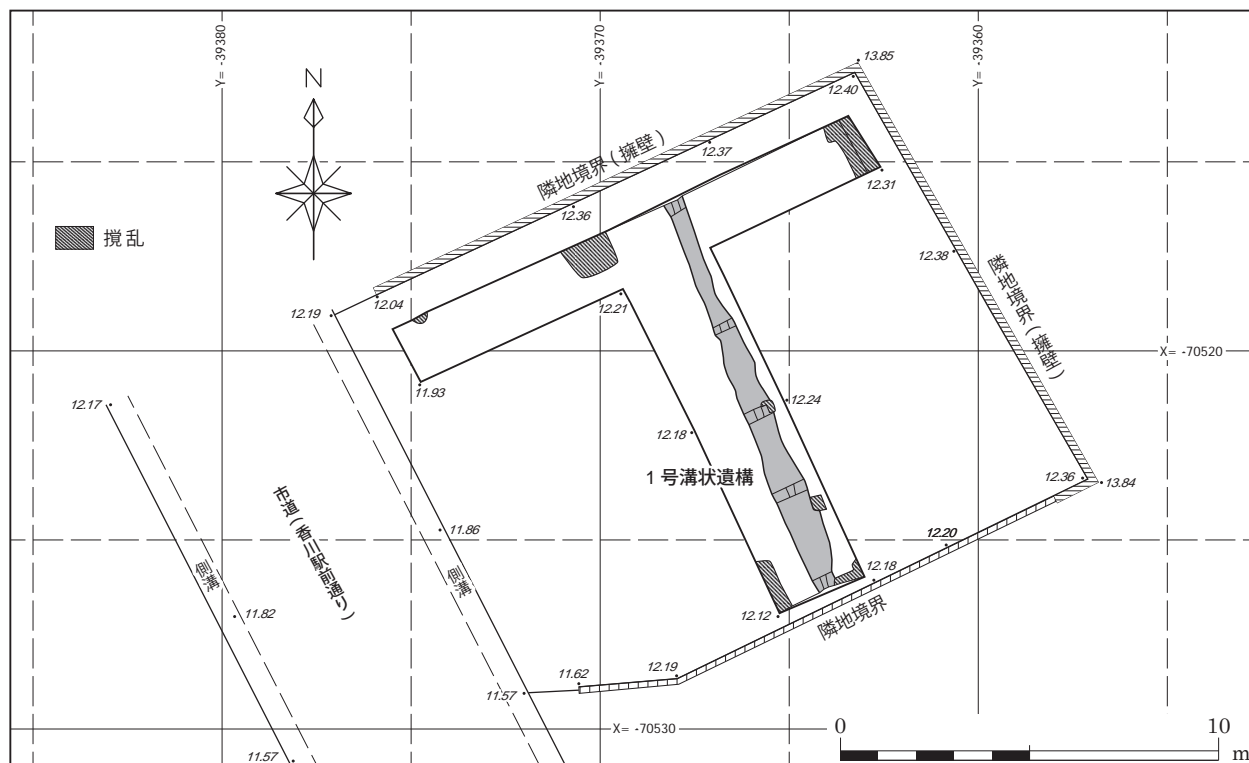 Y= -39380
Y= -39370
Y= -39360
13.85
N
12.40
隣地境界(擁壁)
12.37
12.31
12.36
撹乱
12.38
隣地境界(擁壁)
12.04
12.21
12.19
X= -70520
11.93
12.17
12.24
12.18
1号溝状遺構
12.36
13.84
市道(香川駅前通り)
11.86
12.20
側溝
側溝
12.18
11.82
12.12
隣地境界
12.19
11.62
11.57
X= -70530
0
10
11.57
m